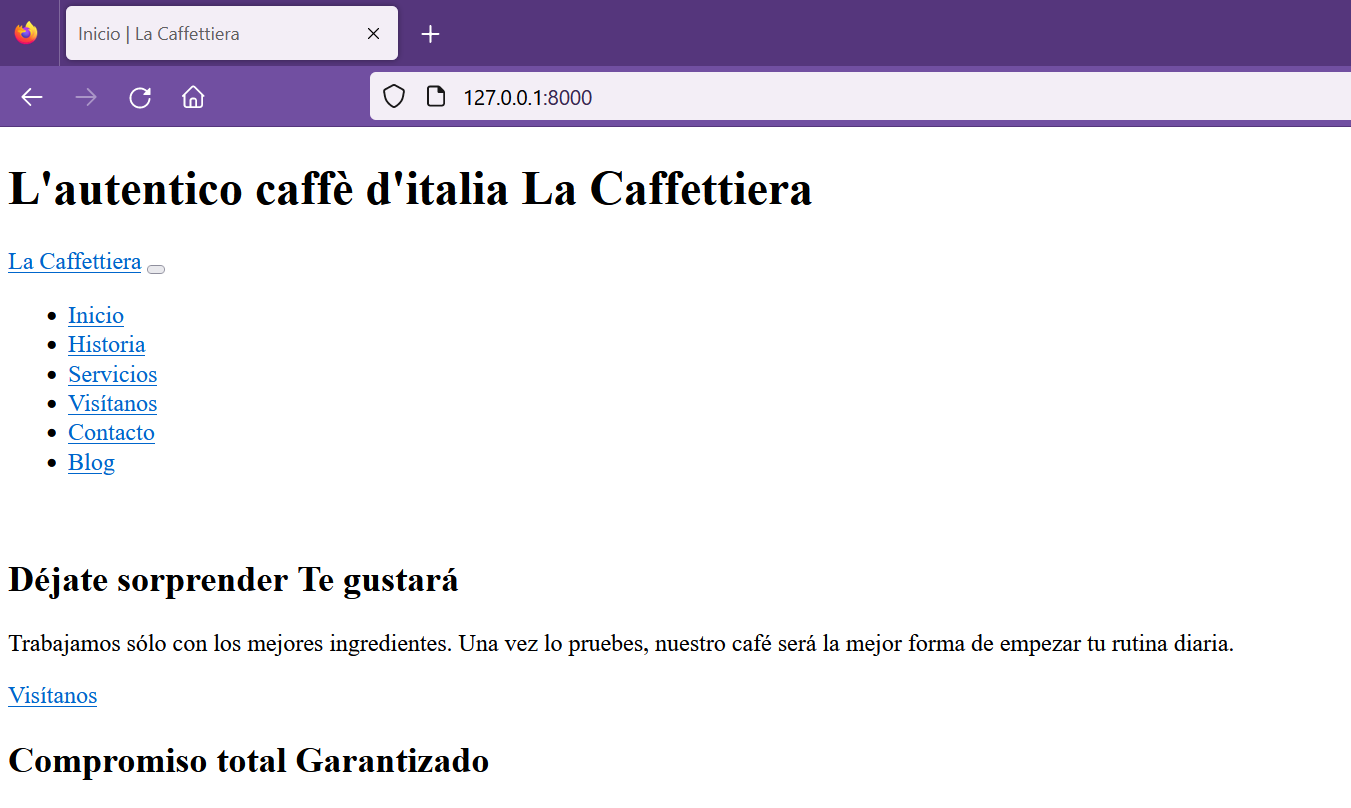 Inicio | La Caffettiera
127.0.0.1:8000
L'autentico caffè d'italia La Caffettiera
La Caffettiera
Inicio
Historia
Servicios
Visítanos
Contacto
Blog
Déjate sorprender Te gustará
Trabajamos sólo con los mejores ingredientes. Una vez lo pruebes, nuestro café será la mejor forma de empezar tu rutina diaria.
Visítanos
Compromiso total Garantizado